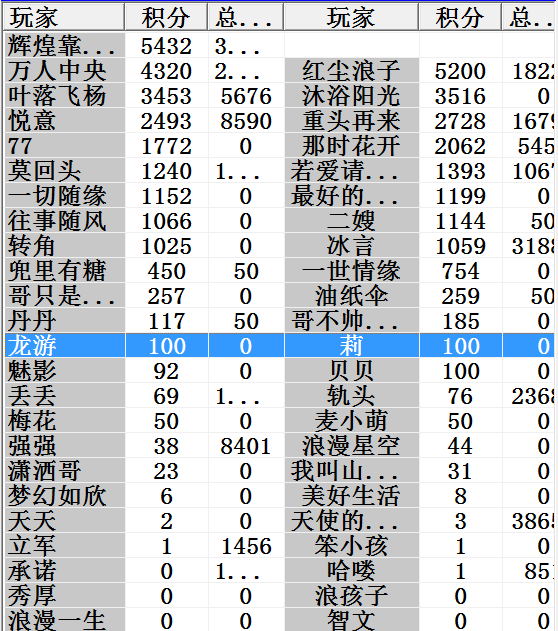 玩家 积分 总... 玩家 积分 总...
辉煌靠... 5432 3...
万人中央 4320 2... 红尘浪子 5200 1822
叶落飞杨 3453 5676 沐浴阳光 3516 0
悦意 2493 8590 重头再来 2728 1679
77 1772 0 那时花开 2062 545
莫回头 1240 1... 若爱请... 1393 1067
一切随缘 1152 0 最好的... 1199 0
往事随风 1066 0 二嫂 1144 50
转角 1025 0 冰言 1059 3188
兜里有糖 450 50 一世情缘 754 0
哥只是... 257 0 油纸伞 259 50
丹丹 117 50 哥不帅... 185 0
龙游 100 0 莉 100 0
魅影 92 0 贝贝 100 0
丢丢 69 1... 轨头 76 2368
梅花 50 0 麦小萌 50 0
强强 38 8401 浪漫星空 44 0
潇洒哥 23 0 我叫山... 31 0
梦幻如欣 6 0 美好生活 8 0
天天 2 0 天使的... 3 3865
立军 1 1456 笨小孩 1 0
承诺 0 1... 哈喽 1 851
秀厚 0 0 浪孩子 0 0
浪漫一生 0 0 智文 0 0